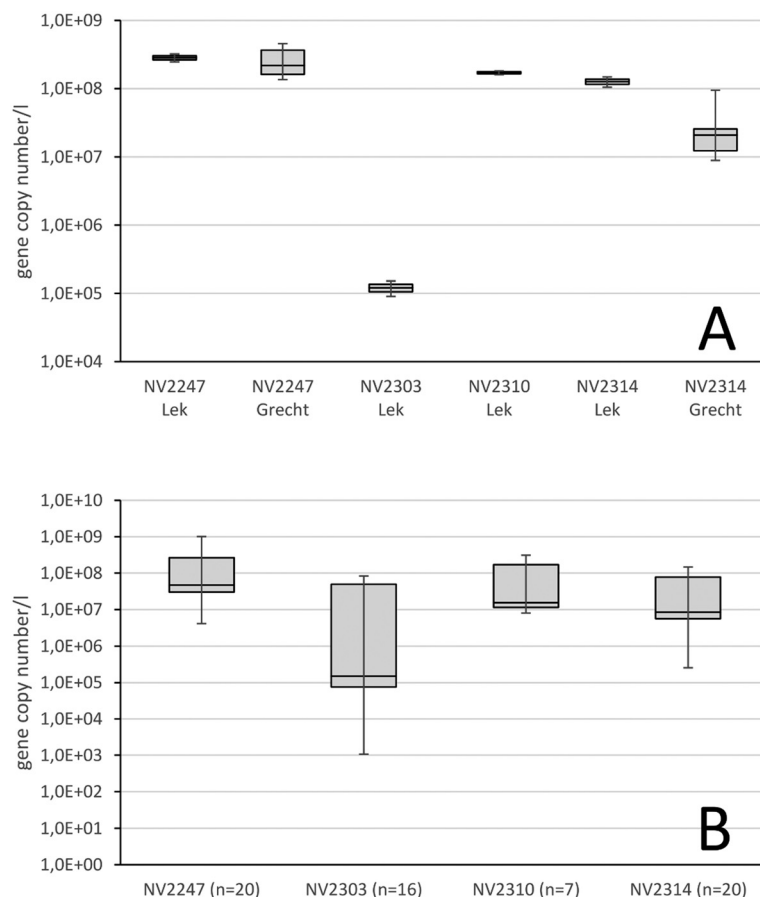 1,0E+09
1,0E+08
1,0E+07
1,0E+06
1,0E+05
1,0E+04
gene copy number/l
A
NV2247 NV2247 NV2303 NV2310 NV2314 NV2314
Lek Grecht Lek Lek Lek Grecht
1,0E+10
1,0E+09
1,0E+08
1,0E+07
1,0E+06
1,0E+05
1,0E+04
1,0E+03
1,0E+02
1,0E+01
1,0E+00
gene copy number/l
B
NV2247 (n=20) NV2303 (n=16) NV2310 (n=7) NV2314 (n=20)